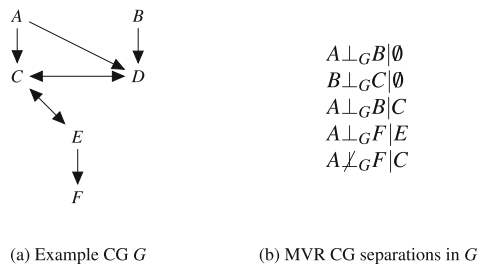 A B
C D
E
F
A⊥_G B|∅
B⊥_G C|∅
A⊥_G B|C
A⊥_G F|E
A⊥̸_G F|C
(a) Example CG G
(b) MVR CG separations in G